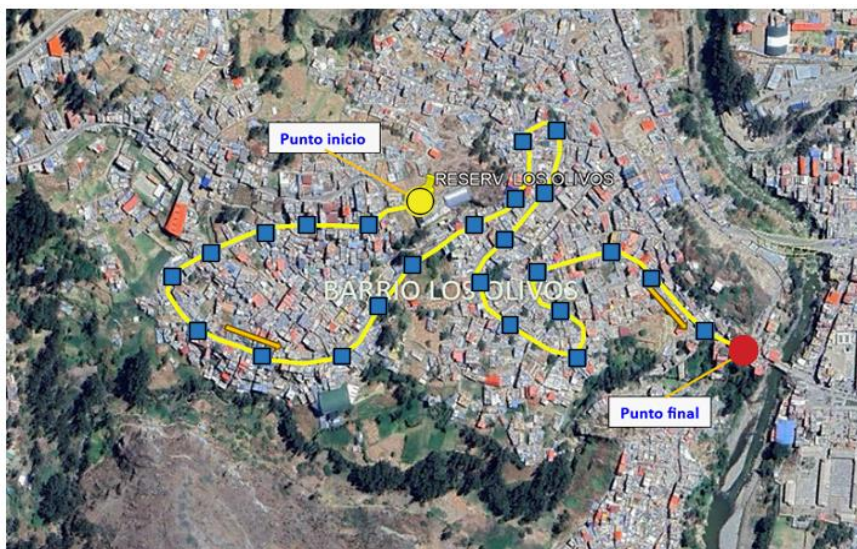 Punto inicio
RESERV. LOS OLIVOS
BARRIO LOS OLIVOS
Punto final